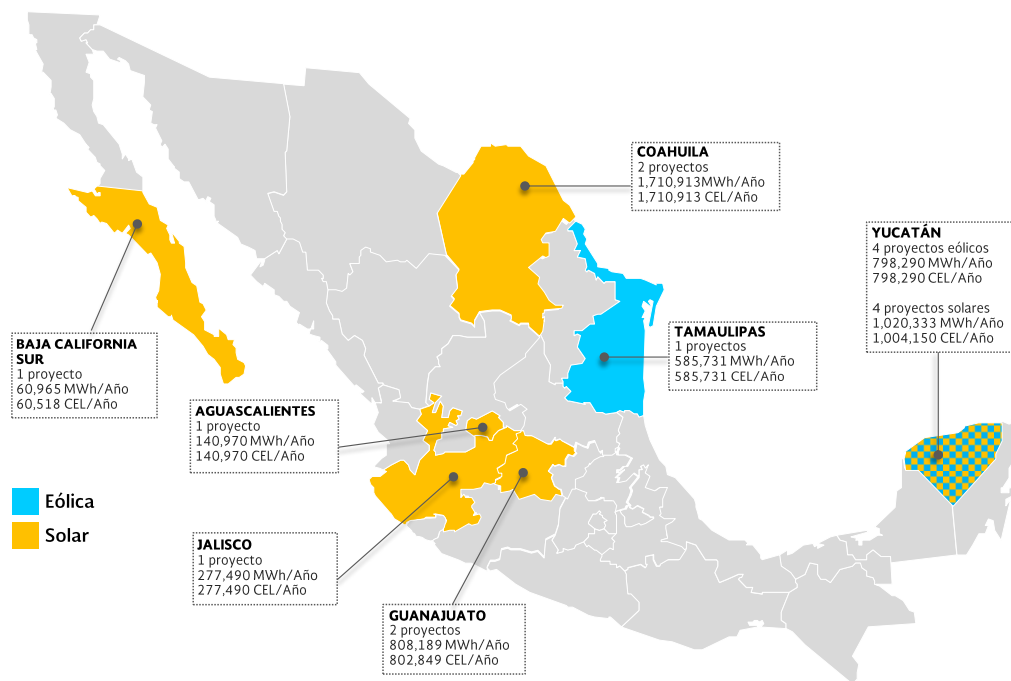 COAHUILA
2 proyectos
1,710,913MWh/Año
1,710,913 CEL/Año
YUCATÁN
4 proyectos eólicos
798,290 MWh/Año
798,290 CEL/Año
4 proyectos solares
1,020,333 MWh/Año
1,004,150 CEL/Año
TAMAULIPAS
1 proyectos
585,731 MWh/Año
585,731 CEL/Año
BAJA CALIFORNIA
SUR
1 proyecto
60,965 MWh/Año
60,518 CEL/Año
AGUASCALIENTES
1 proyecto
140,970 MWh/Año
140,970 CEL/Año
Eólica
Solar
JALISCO
1 proyecto
277,490 MWh/Año
277,490 CEL/Año
GUANAJUATO
2 proyectos
808,189 MWh/Año
802,849 CEL/Año